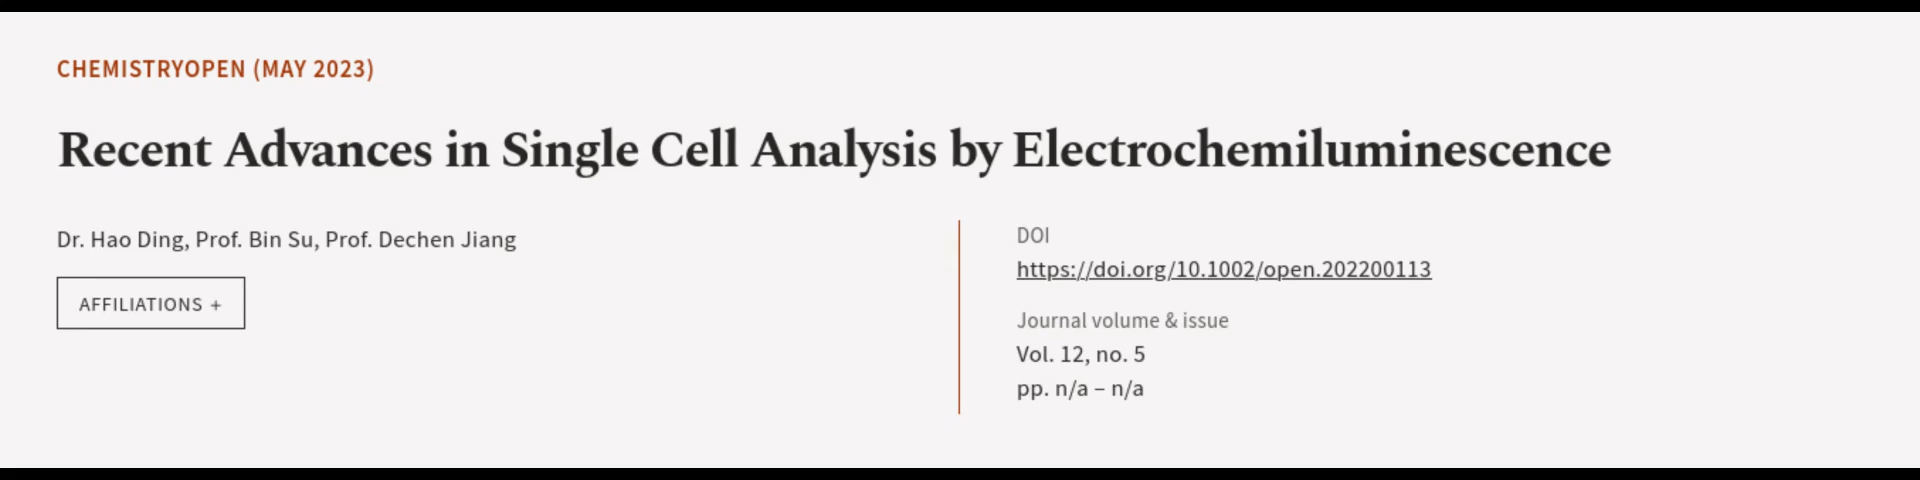 CHEMISTRYOPEN (MAY 2023)
Recent Advances in Single Cell Analysis by Electrochemiluminescence
Dr. Hao Ding, Prof. Bin Su, Prof. Dechen Jiang
AFFILIATIONS +
DOI
https://doi.org/10.1002/open.202200113
Journal volume & issue
Vol. 12, no. 5
pp. n/a – n/a